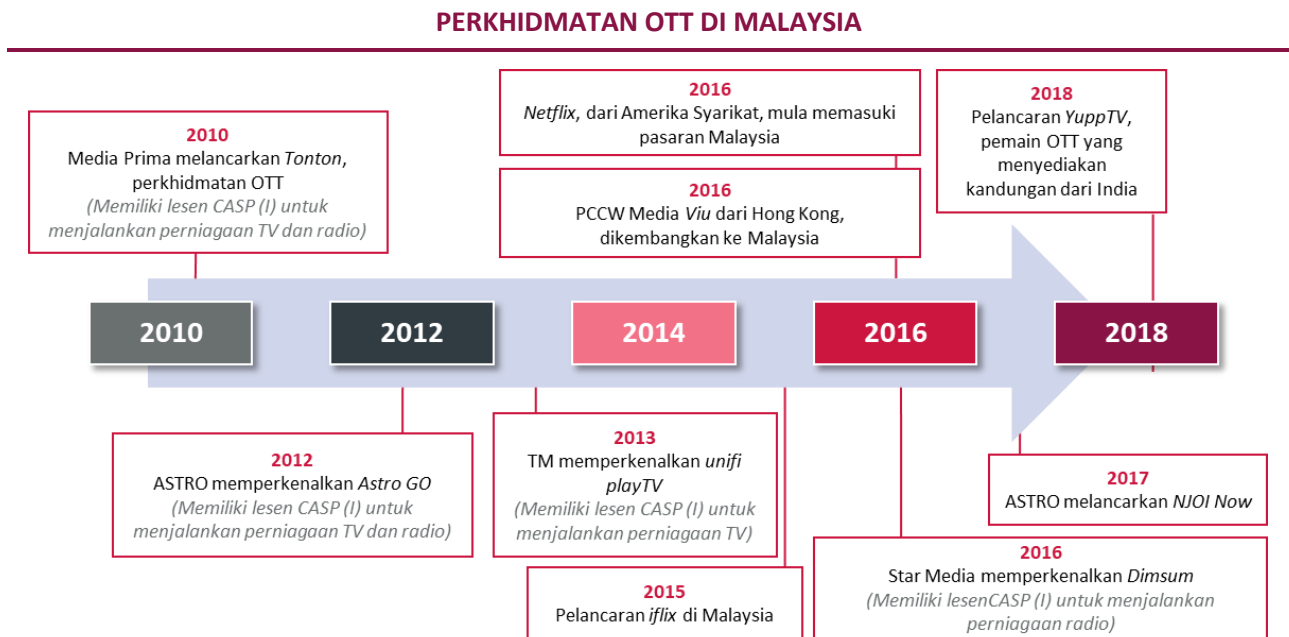 PERKHIDMATAN OTT DI MALAYSIA
2010
Media Prima melancarkan Tonton,
perkhidmatan OTT
(Memiliki lesen CASP (I) untuk
menjalankan perniagaan TV dan radio)
2016
Netflix, dari Amerika Syarikat, mula memasuki
pasaran Malaysia
2016
PCCW Media Viu dari Hong Kong,
dikembangkan ke Malaysia
2018
Pelancaran YuppTV,
pemain OTT yang
menyediakan
kandungan dari India
2010
2012
2014
2016
2018
2012
ASTRO memperkenalkan Astro GO
(Memiliki lesen CASP (I) untuk
menjalankan perniagaan TV dan radio)
2013
TM memperkenalkan unifi
playTV
(Memiliki lesen CASP (I) untuk
menjalankan perniagaan TV)
2015
Pelancaran iflix di Malaysia
2017
ASTRO melancarkan NJOI Now
2016
Star Media memperkenalkan Dimsum
(Memiliki lesenCASP (I) untuk menjalankan
perniagaan radio)